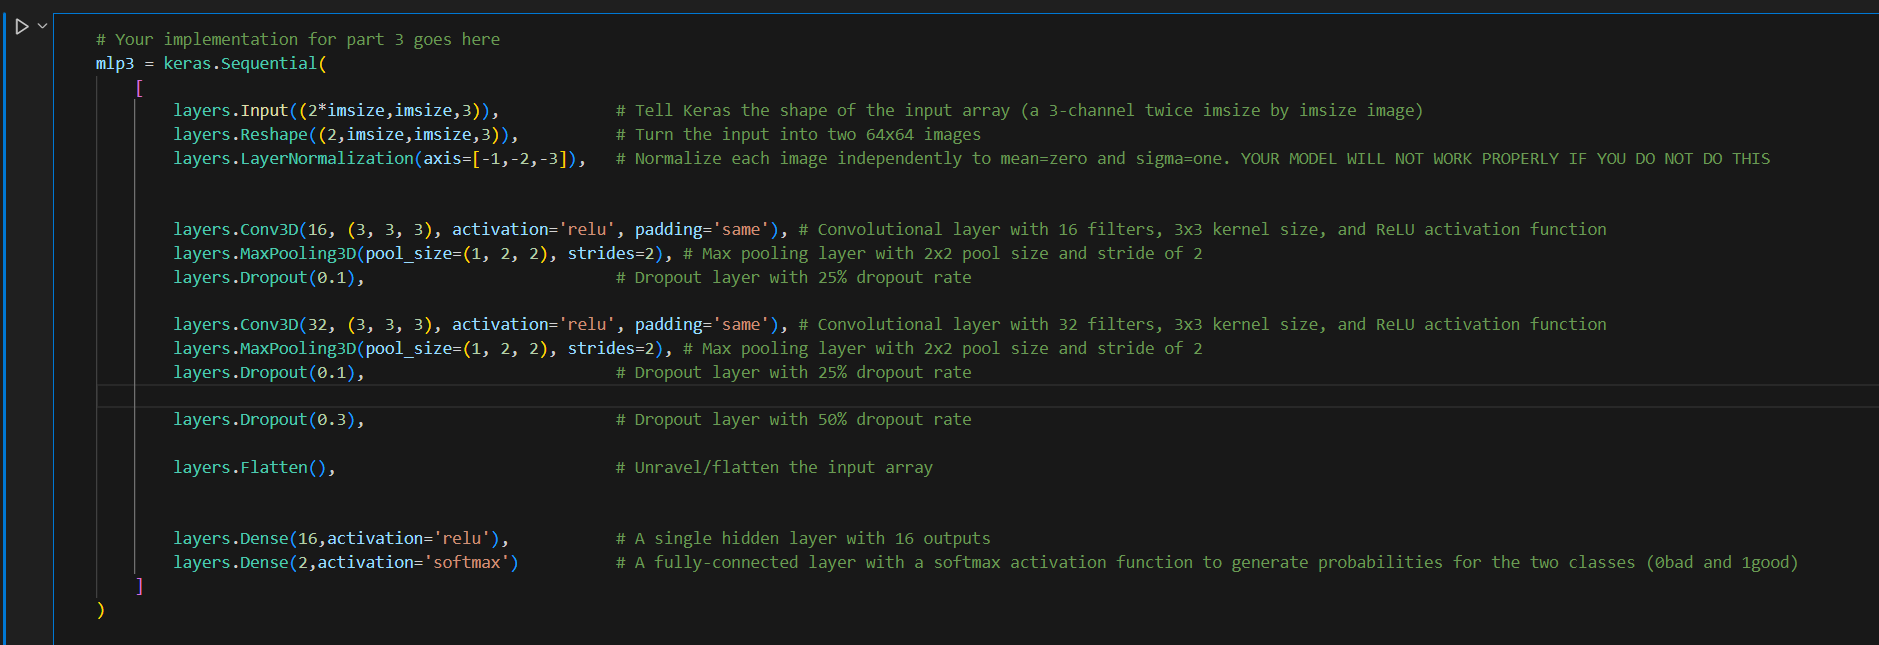 # Your implementation for part 3 goes here
mlp3 = keras.Sequential(
[
layers.Input((2*imsize,imsize,3)), # Tell Keras the shape of the input array (a 3-channel twice imsize by imsize image)
layers.Reshape((2,imsize,imsize,3)), # Turn the input into two 64x64 images
layers.LayerNormalization(axis=[-1,-2,-3]), # Normalize each image independently to mean=zero and sigma=one. YOUR MODEL WILL NOT WORK PROPERLY IF YOU DO NOT DO THIS
layers.Conv3D(16, (3, 3, 3), activation='relu', padding='same'), # Convolutional layer with 16 filters, 3x3 kernel size, and ReLU activation function
layers.MaxPooling3D(pool_size=(1, 2, 2), strides=2), # Max pooling layer with 2x2 pool size and stride of 2
layers.Dropout(0.1), # Dropout layer with 25% dropout rate
layers.Conv3D(32, (3, 3, 3), activation='relu', padding='same'), # Convolutional layer with 32 filters, 3x3 kernel size, and ReLU activation function
layers.MaxPooling3D(pool_size=(1, 2, 2), strides=2), # Max pooling layer with 2x2 pool size and stride of 2
layers.Dropout(0.1), # Dropout layer with 25% dropout rate
layers.Dropout(0.3), # Dropout layer with 50% dropout rate
layers.Flatten(), # Unravel/flatten the input array
layers.Dense(16,activation='relu'), # A single hidden layer with 16 outputs
layers.Dense(2,activation='softmax') # A fully-connected layer with a softmax activation function to generate probabilities for the two classes (0bad and 1good)
]
)